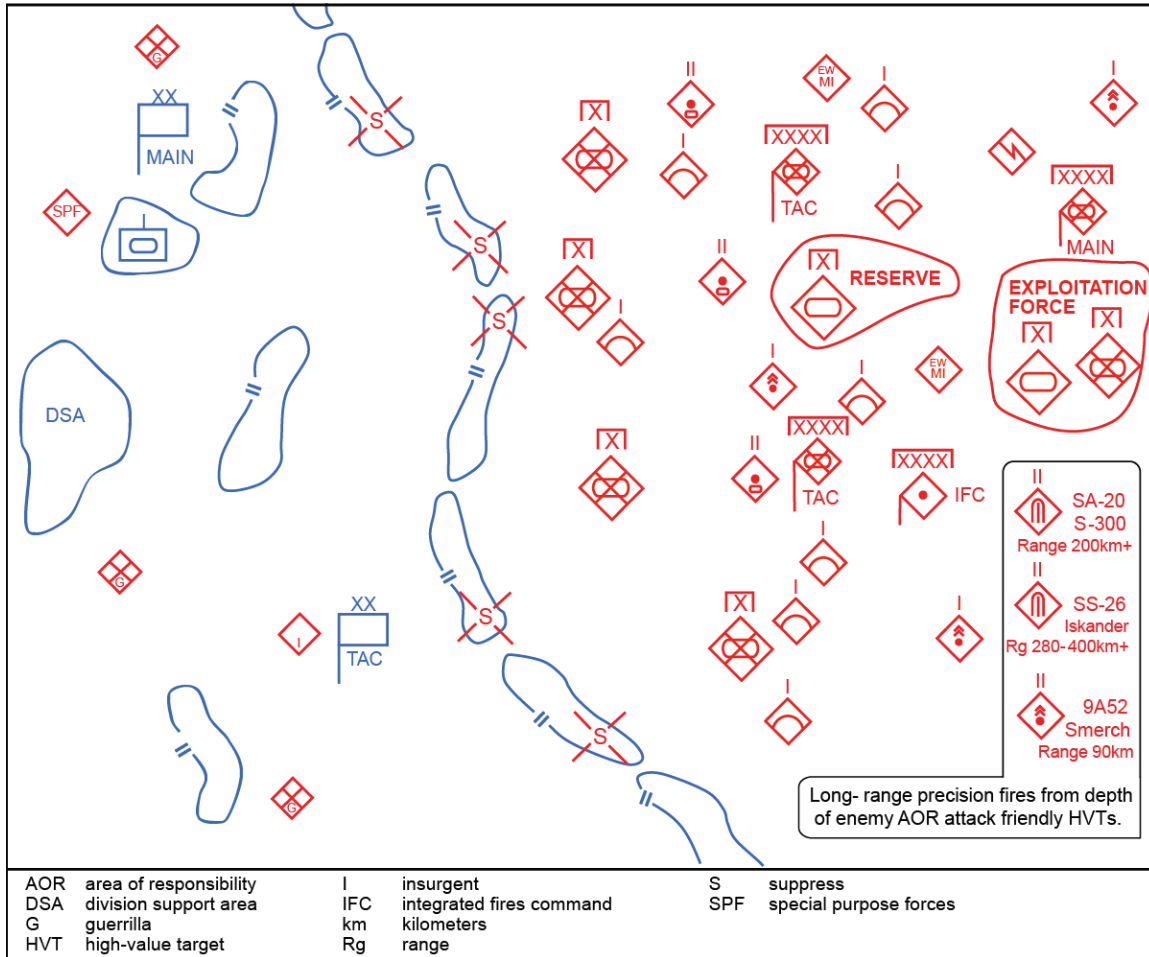 G
XX
MAIN
SPF
I
DSA
G
I
XX
TAC
G
S
S
S
S
S
X
II
I
EW
MI
I
I
XXXX
TAC
I
XXXX
MAIN
X
I
II
X
RESERVE
EXPLOITATION
FORCE
X
X
I
EW
MI
I
X
II
XXXX
TAC
XXXX
IFC
I
X
I
I
I
II
SA-20
S-300
Range 200km+
II
SS-26
Iskander
Rg 280-400km+
II
9A52
Smerch
Range 90km
Long- range precision fires from depth
of enemy AOR attack friendly HVTs.
AOR area of responsibility
DSA division support area
G guerrilla
HVT high-value target
I insurgent
IFC integrated fires command
km kilometers
Rg range
S suppress
SPF special purpose forces